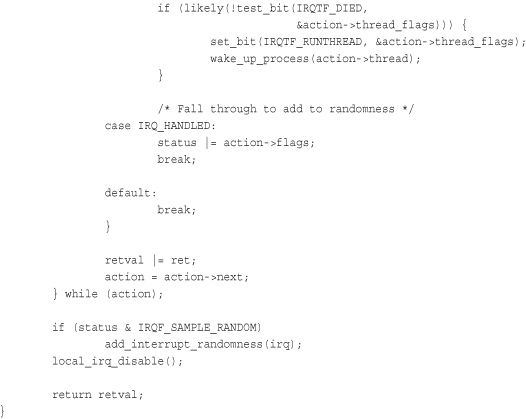 if (likely(!test_bit(IRQTF_DIED,
                                             &action->thread_flags))) {
                                set_bit(IRQTF_RUNTHREAD, &action->thread_flags);
                                wake_up_process(action->thread);
                        }

                        /* Fall through to add to randomness */
                case IRQ_HANDLED:
                        status |= action->flags;
                        break;

                default:
                        break;
                }

                retval |= ret;
                action = action->next;
        } while (action);

        if (status & IRQF_SAMPLE_RANDOM)
                add_interrupt_randomness(irq);
        local_irq_disable();

        return retval;
}